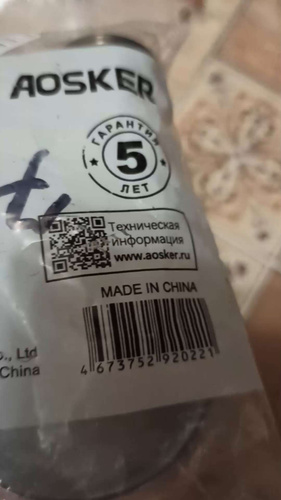 AOSKER
ГАРАНТИЯ
5
ЛЕТ
Техническая
информация
www.aosker.ru
MADE IN CHINA
Ltd
China
4 673752 920221